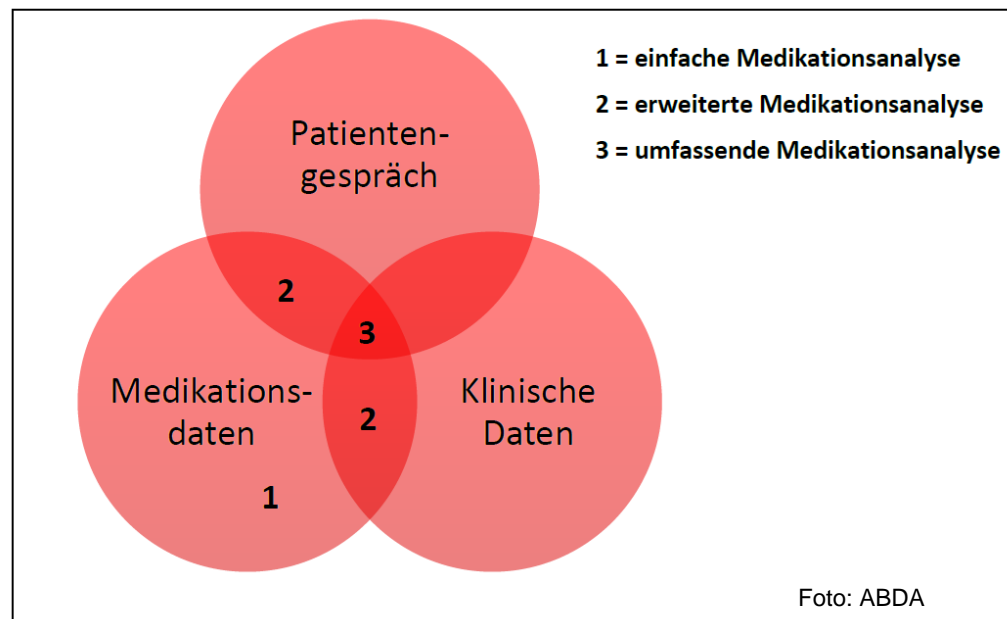 1 = einfache Medikationsanalyse
2 = erweiterte Medikationsanalyse
3 = umfassende Medikationsanalyse
Patienten-
gespräch
2
3
Medikations-
daten
2
Klinische
Daten
1
Foto: ABDA